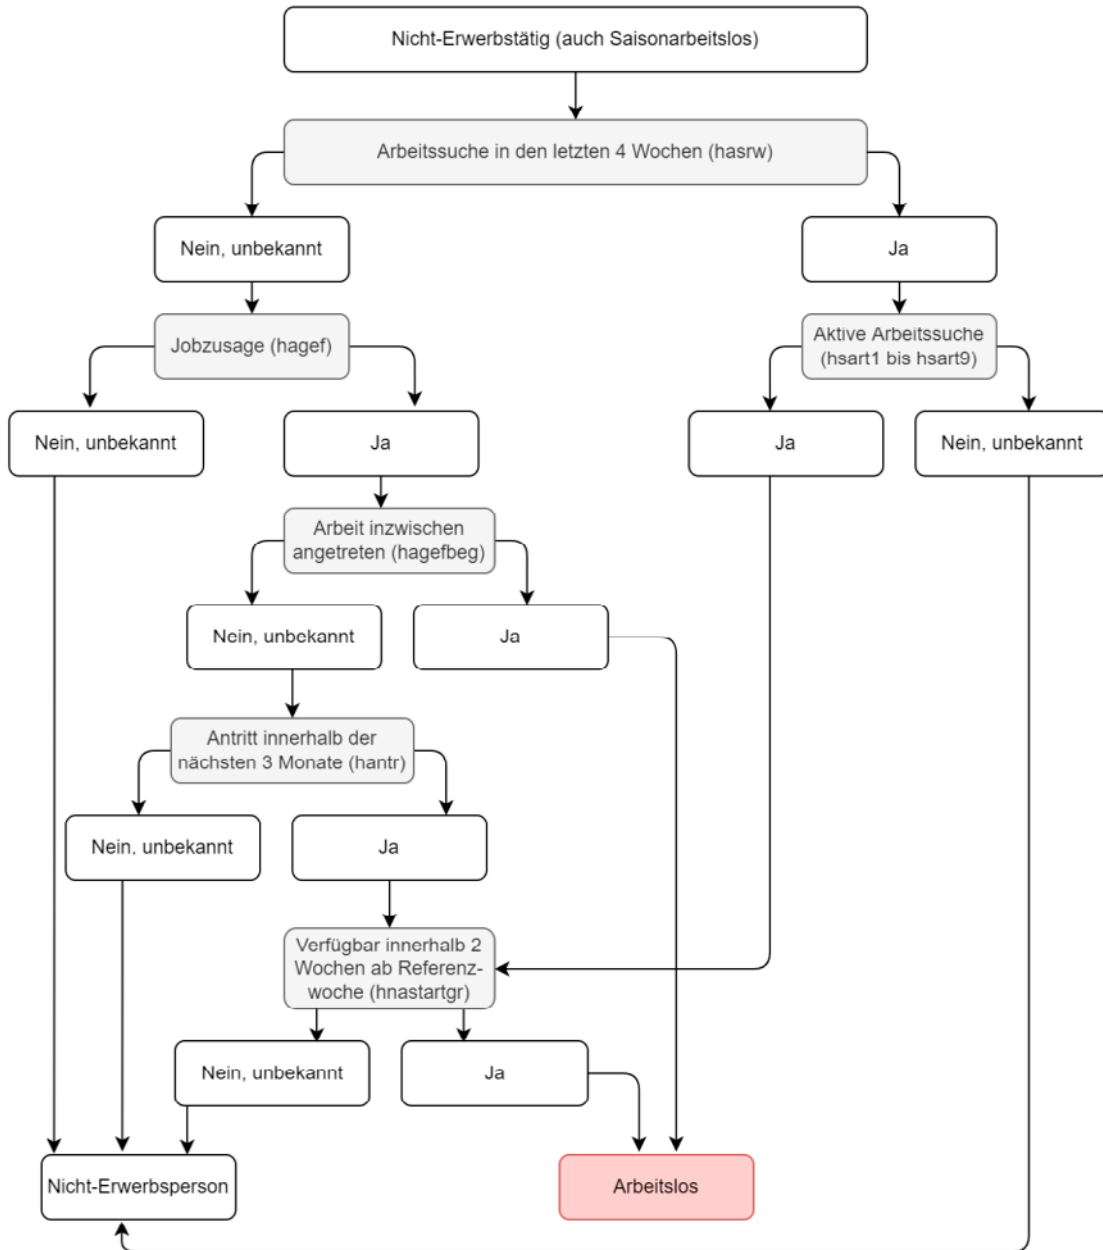 Nicht-Erwerbstätig (auch Saisonarbeitslos)
Arbeitssuche in den letzten 4 Wochen (hasrw)
Nein, unbekannt
Ja
Jobzusage (hagef)
Aktive Arbeitssuche
(hsart1 bis hsart9)
Nein, unbekannt
Ja
Ja
Nein, unbekannt
Arbeit inzwischen
angetreten (hagefbeg)
Nein, unbekannt
Ja
Antritt innerhalb der
nächsten 3 Monate (hantr)
Nein, unbekannt
Ja
Verfügbar innerhalb 2
Wochen ab Referenz-
woche (hnastartgr)
Nein, unbekannt
Ja
Nicht-Erwerbsperson
Arbeitslos